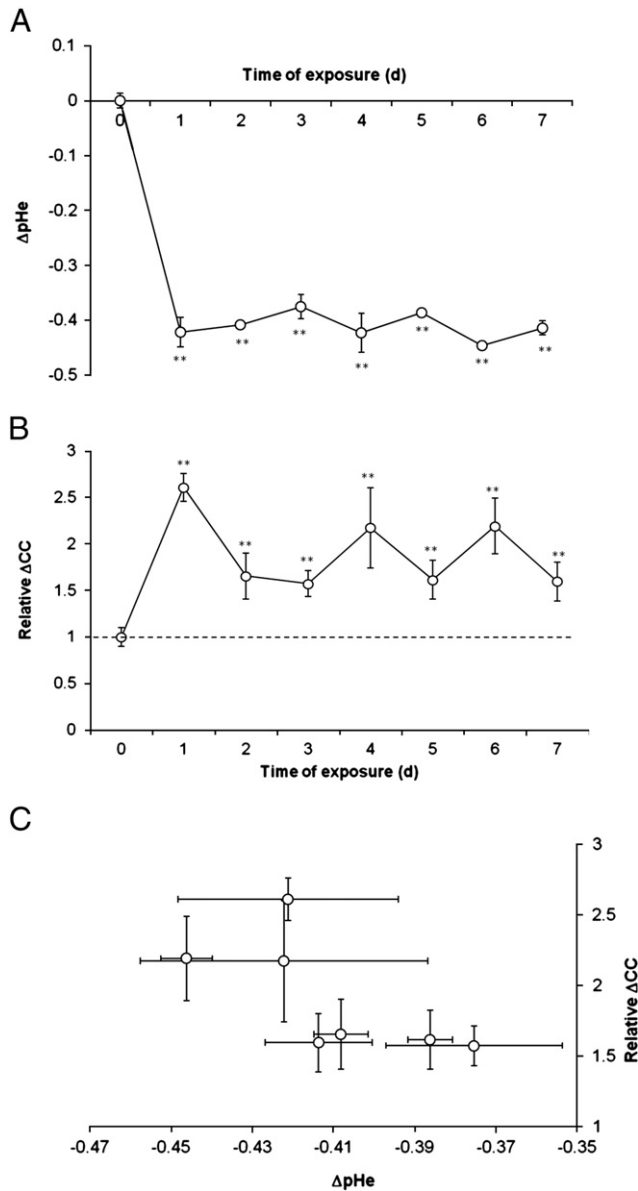 A
0.1
Time of exposure (d)
0
0 1 2 3 4 5 6 7
-0.1
-0.2
ΔpHe
-0.3
-0.4
** ** ** ** ** ** **
-0.5
B
3
2.5
2
1.5
1
0.5
0
Relative ΔCC
** ** ** ** ** ** **
0 1 2 3 4 5 6 7
Time of exposure (d)
C
3
2.5
2
1.5
1
Relative ΔCC
-0.47 -0.45 -0.43 -0.41 -0.39 -0.37 -0.35
ΔpHe